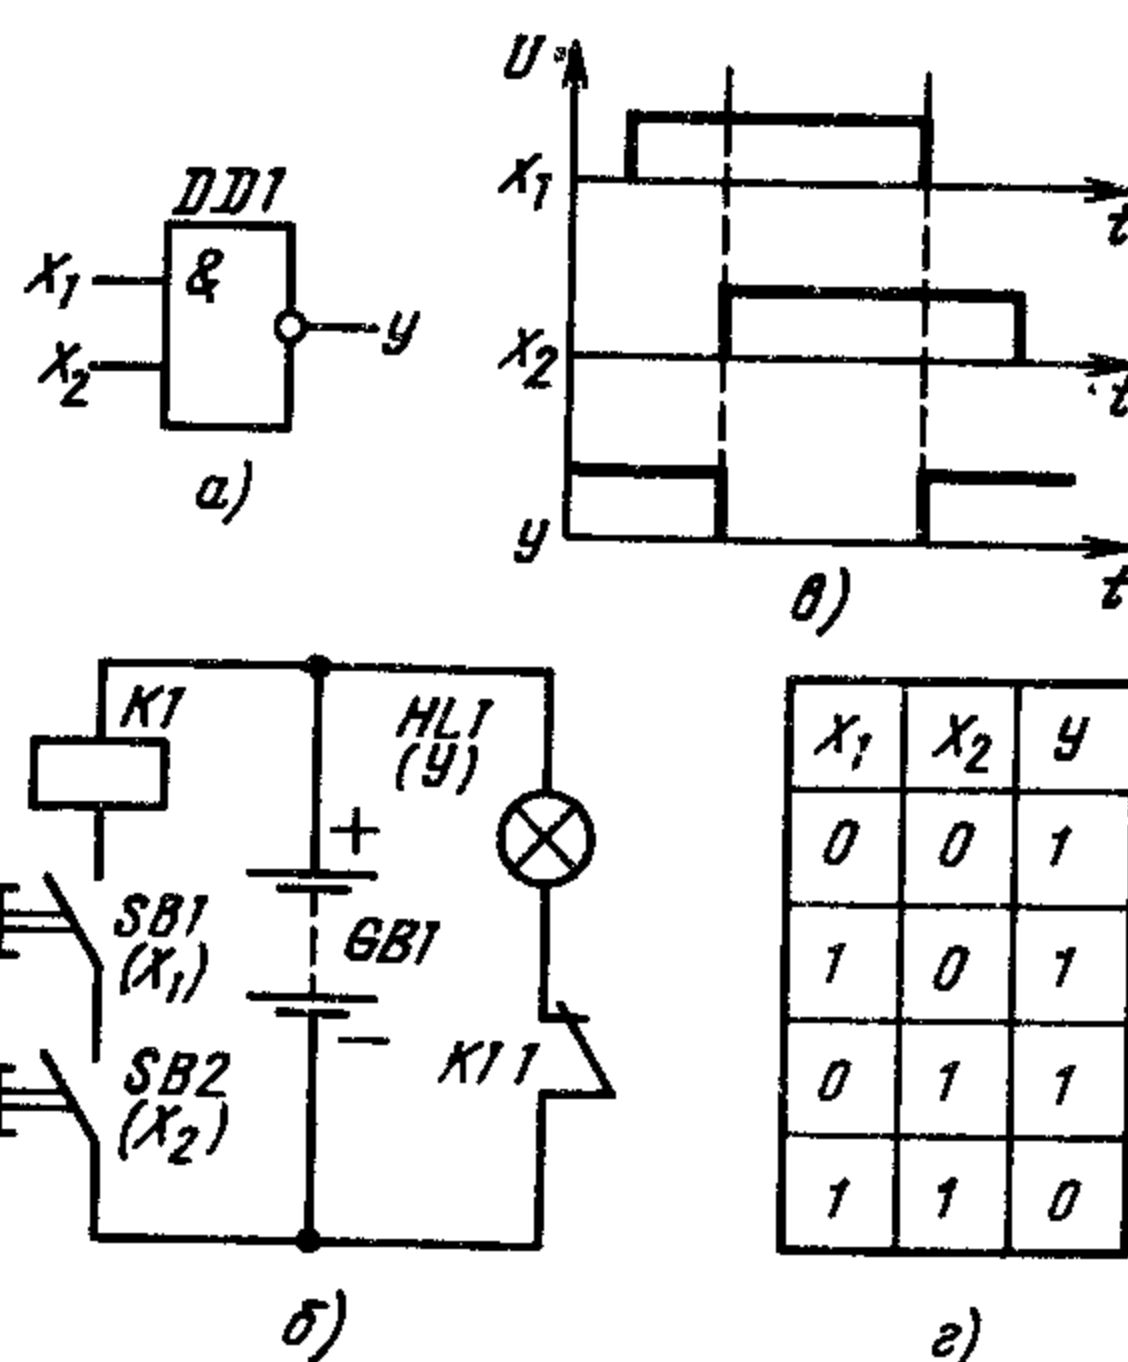 DD1
X1
&
X2
У
а)
U
X1
t
X2
t
У
t
в)
K1
SB1
(X1)
SB2
(X2)
+
GB1
−
HL1
(У)
K1 1
б)
X1 X2 У
0 0 1
1 0 1
0 1 1
1 1 0
г)